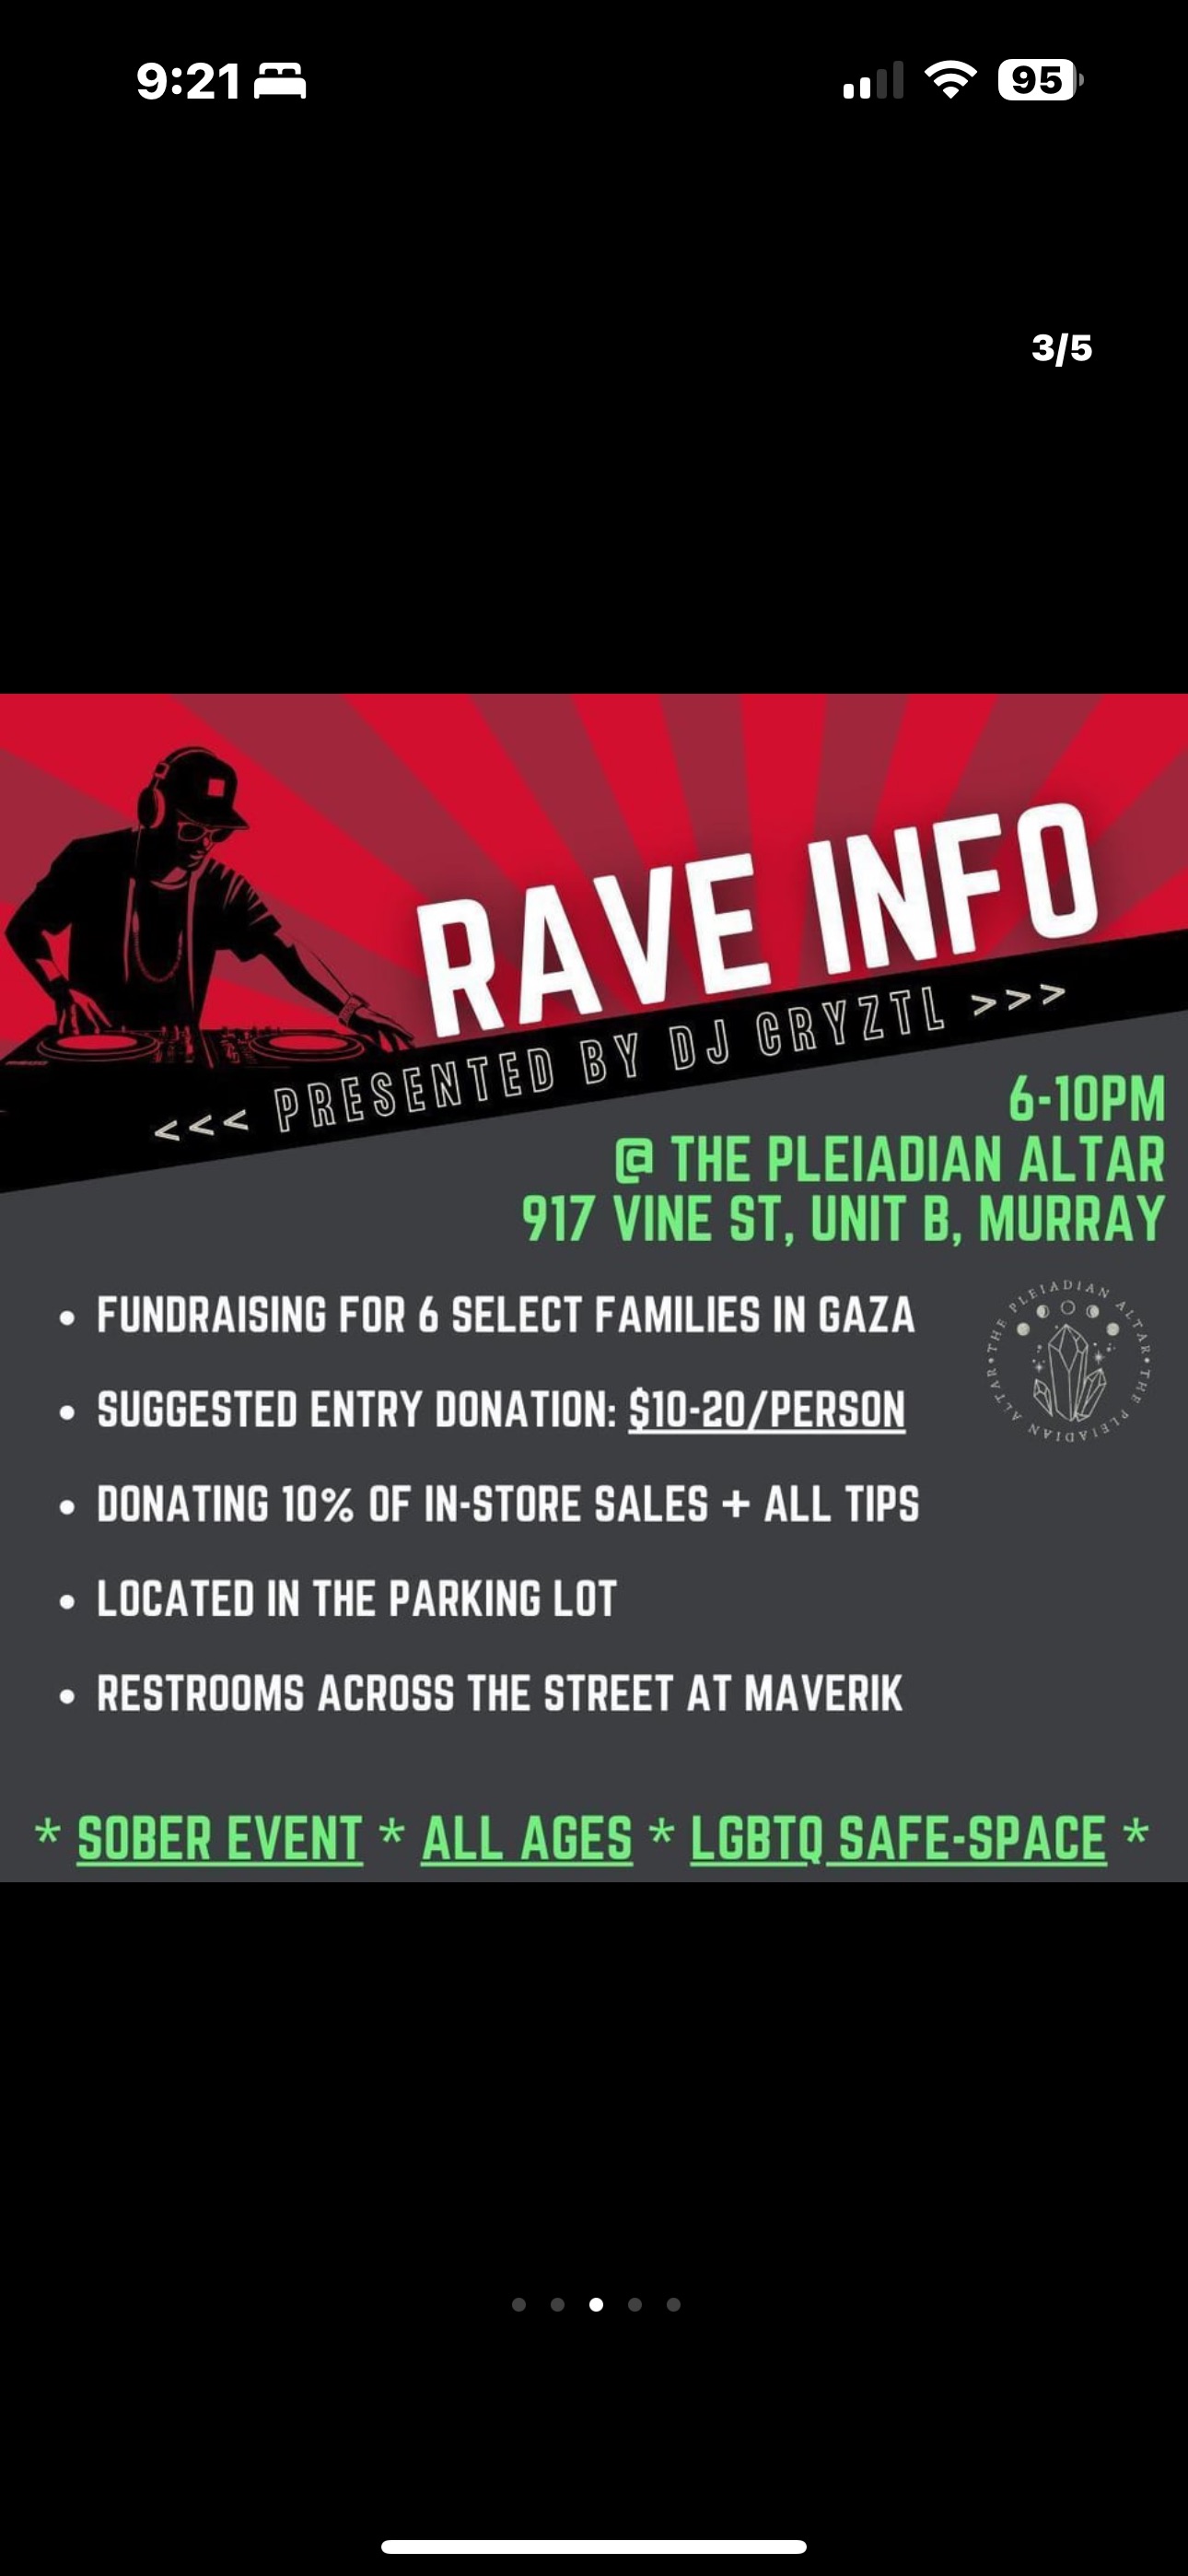 9:21
95
3/5
RAVE INFO
<<< PRESENTED BY DJ CRYZTL >>>
6-10PM
@ THE PLEIADIAN ALTAR
917 VINE ST, UNIT B, MURRAY
• FUNDRAISING FOR 6 SELECT FAMILIES IN GAZA
THE PLEIADIAN ALTAR • THE PLEIADIAN ALTAR •
• SUGGESTED ENTRY DONATION: $10-20/PERSON
• DONATING 10% OF IN-STORE SALES + ALL TIPS
• LOCATED IN THE PARKING LOT
• RESTROOMS ACROSS THE STREET AT MAVERIK
* SOBER EVENT * ALL AGES * LGBTQ SAFE-SPACE *